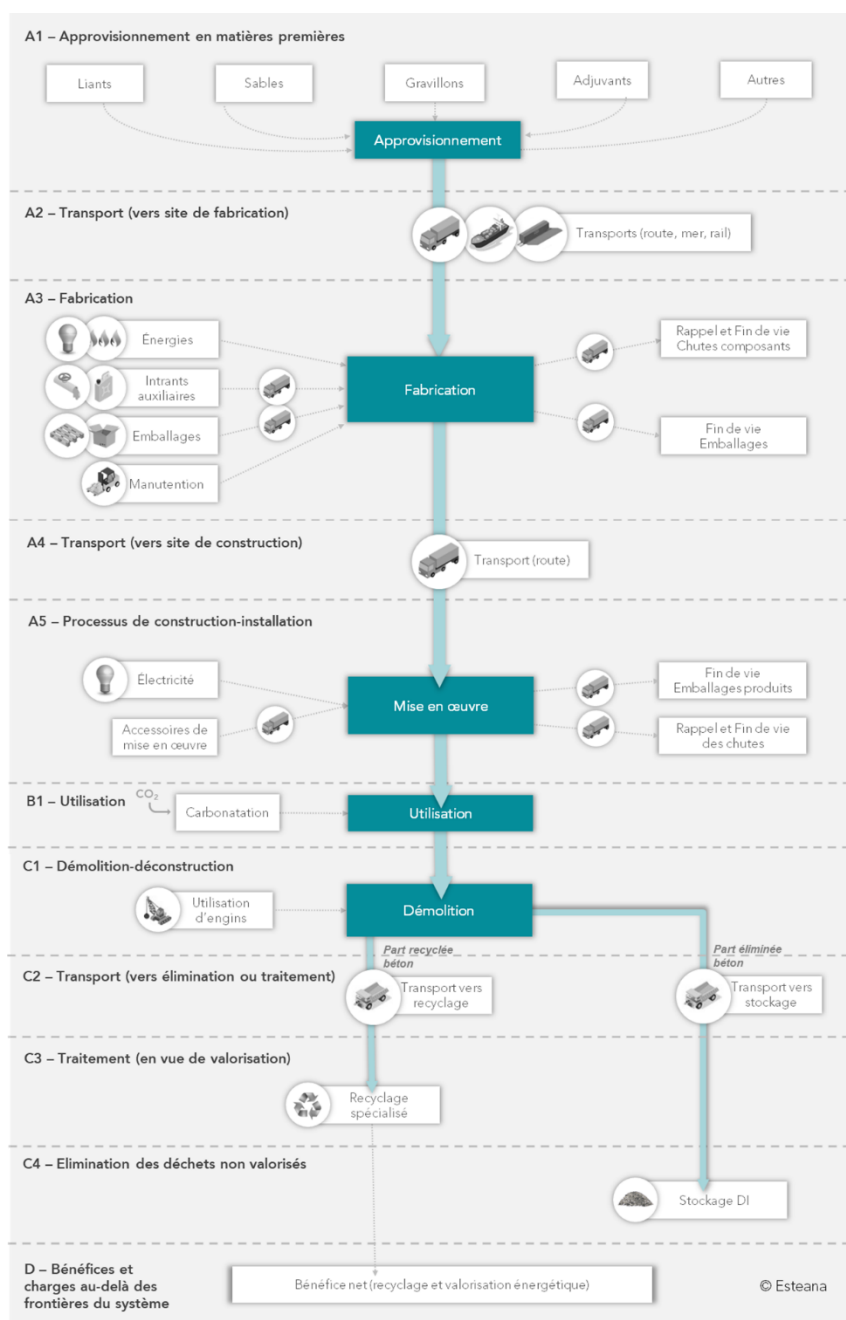 A1 – Approvisionnement en matières premières
Liants
Sables
Gravillons
Adjuvants
Autres
Approvisionnement
A2 – Transport (vers site de fabrication)
Transports (route, mer, rail)
A3 – Fabrication
Énergies
Rappel et Fin de vie
Chutes composants
Intrants
auxiliaires
Fabrication
Emballages
Fin de vie
Emballages
Manutention
A4 – Transport (vers site de construction)
Transport (route)
A5 – Processus de construction-installation
Électricité
Fin de vie
Emballages produits
Mise en œuvre
Accessoires de
mise en œuvre
Rappel et Fin de vie
des chutes
B1 – Utilisation
CO2
Carbonatation
Utilisation
C1 – Démolition-déconstruction
Utilisation
d'engins
Démolition
Part recyclée
béton
Part éliminée
béton
C2 – Transport (vers élimination ou traitement)
Transport vers
recyclage
Transport vers
stockage
C3 – Traitement (en vue de valorisation)
Recyclage
spécialisé
C4 – Elimination des déchets non valorisés
Stockage DI
D – Bénéfices et
charges au-delà des
frontières du système
Bénéfice net (recyclage et valorisation énergétique)
© Esteana